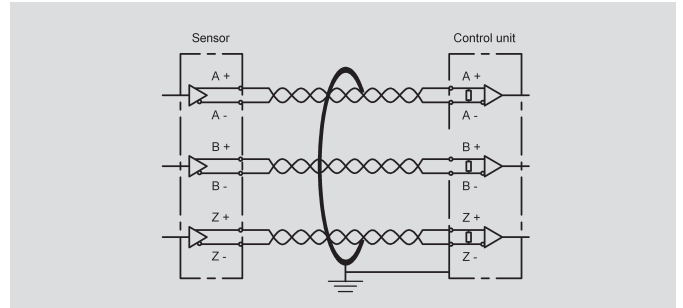 Sensor Control unit
A + A +
A - A -
B + B +
B - B -
Z + Z +
Z - Z -